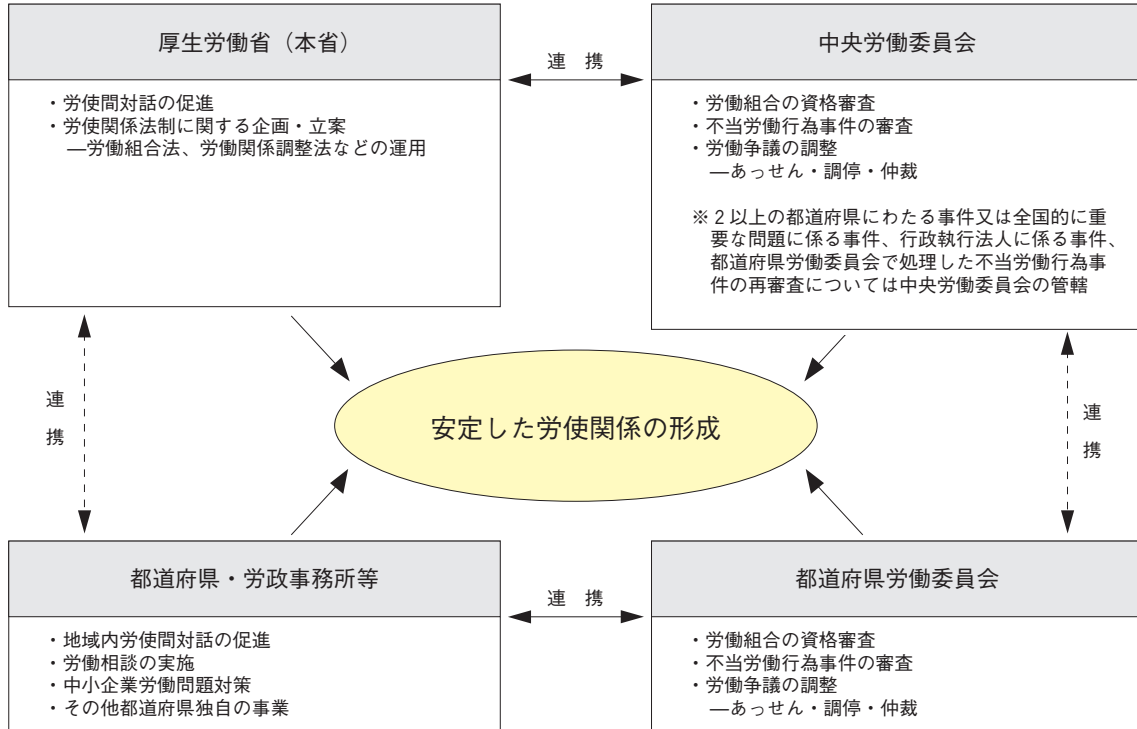 厚生労働省（本省）
・労使間対話の促進
・労使関係法制に関する企画・立案
―労働組合法、労働関係調整法などの運用
連　携
中央労働委員会
・労働組合の資格審査
・不当労働行為事件の審査
・労働争議の調整
―あっせん・調停・仲裁
※２以上の都道府県にわたる事件又は全国的に重
要な問題に係る事件、行政執行法人に係る事件、
都道府県労働委員会で処理した不当労働行為事
件の再審査については中央労働委員会の管轄
連
携
安定した労使関係の形成
連
携
都道府県・労政事務所等
・地域内労使間対話の促進
・労働相談の実施
・中小企業労働問題対策
・その他都道府県独自の事業
連　携
都道府県労働委員会
・労働組合の資格審査
・不当労働行為事件の審査
・労働争議の調整
―あっせん・調停・仲裁